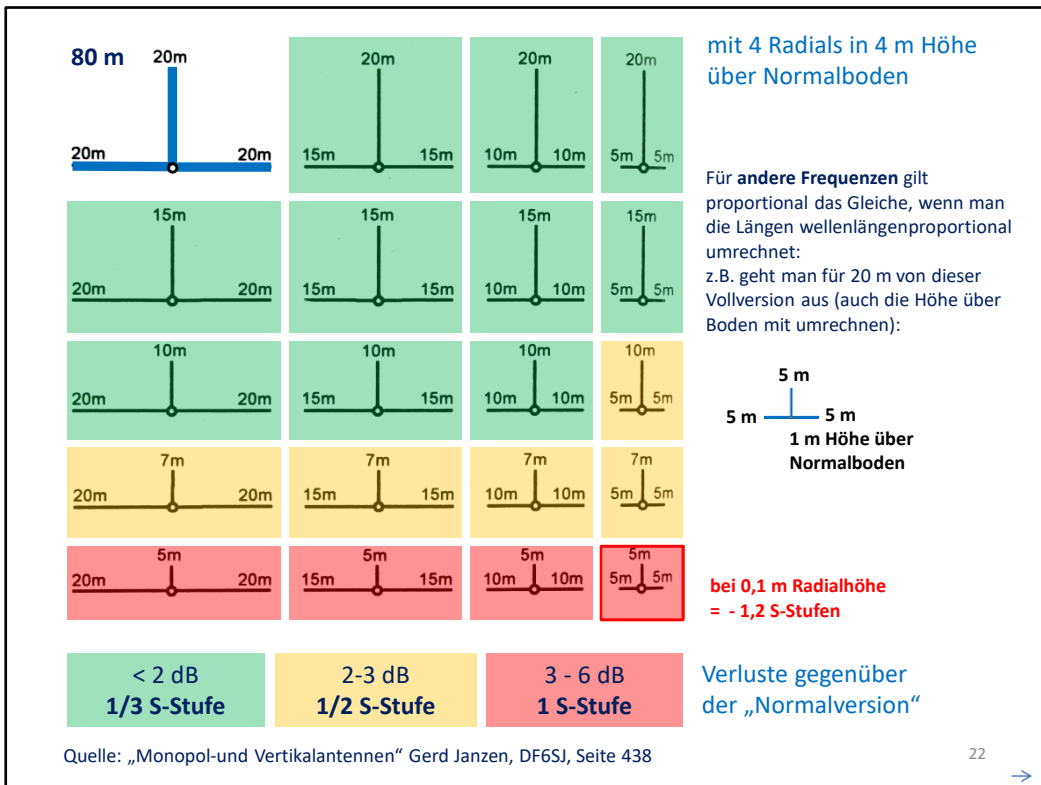 80 m
20m
20m 20m
20m
15m 15m
20m
10m 10m
20m
5m 5m
mit 4 Radials in 4 m Höhe
über Normalboden
15m
20m 20m
15m
15m 15m
15m
10m 10m
15m
5m 5m
Für andere Frequenzen gilt
proportional das Gleiche, wenn man
die Längen wellenlängenproportional
umrechnet:
z.B. geht man für 20 m von dieser
Vollversion aus (auch die Höhe über
Boden mit umrechnen):
10m
20m 20m
10m
15m 15m
10m
10m 10m
10m
5m 5m
5 m
5 m 5 m
1 m Höhe über
Normalboden
7m
20m 20m
7m
15m 15m
7m
10m 10m
7m
5m 5m
5m
20m 20m
5m
15m 15m
5m
10m 10m
5m
5m 5m
bei 0,1 m Radialhöhe
= - 1,2 S-Stufen
< 2 dB
1/3 S-Stufe
2-3 dB
1/2 S-Stufe
3 - 6 dB
1 S-Stufe
Verluste gegenüber
der „Normalversion“
Quelle: „Monopol-und Vertikalantennen“ Gerd Janzen, DF6SJ, Seite 438
22